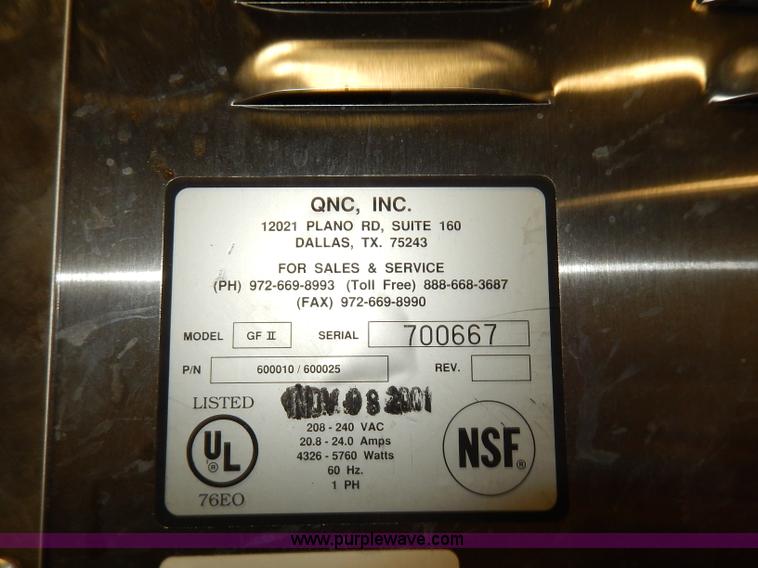 QNC, INC.
12021 PLANO RD, SUITE 160
DALLAS, TX. 75243
FOR SALES & SERVICE
(PH) 972-669-8993 (Toll Free) 888-668-3687
(FAX) 972-669-8990
MODEL GF II SERIAL 700667
P/N 600010 / 600025 REV.
LISTED NOV 08 2001
208 - 240 VAC
20.8 - 24.0 Amps
4326 - 5760 Watts
60 Hz.
1 PH
UL ®
76EO
NSF®
www.purplewave.com